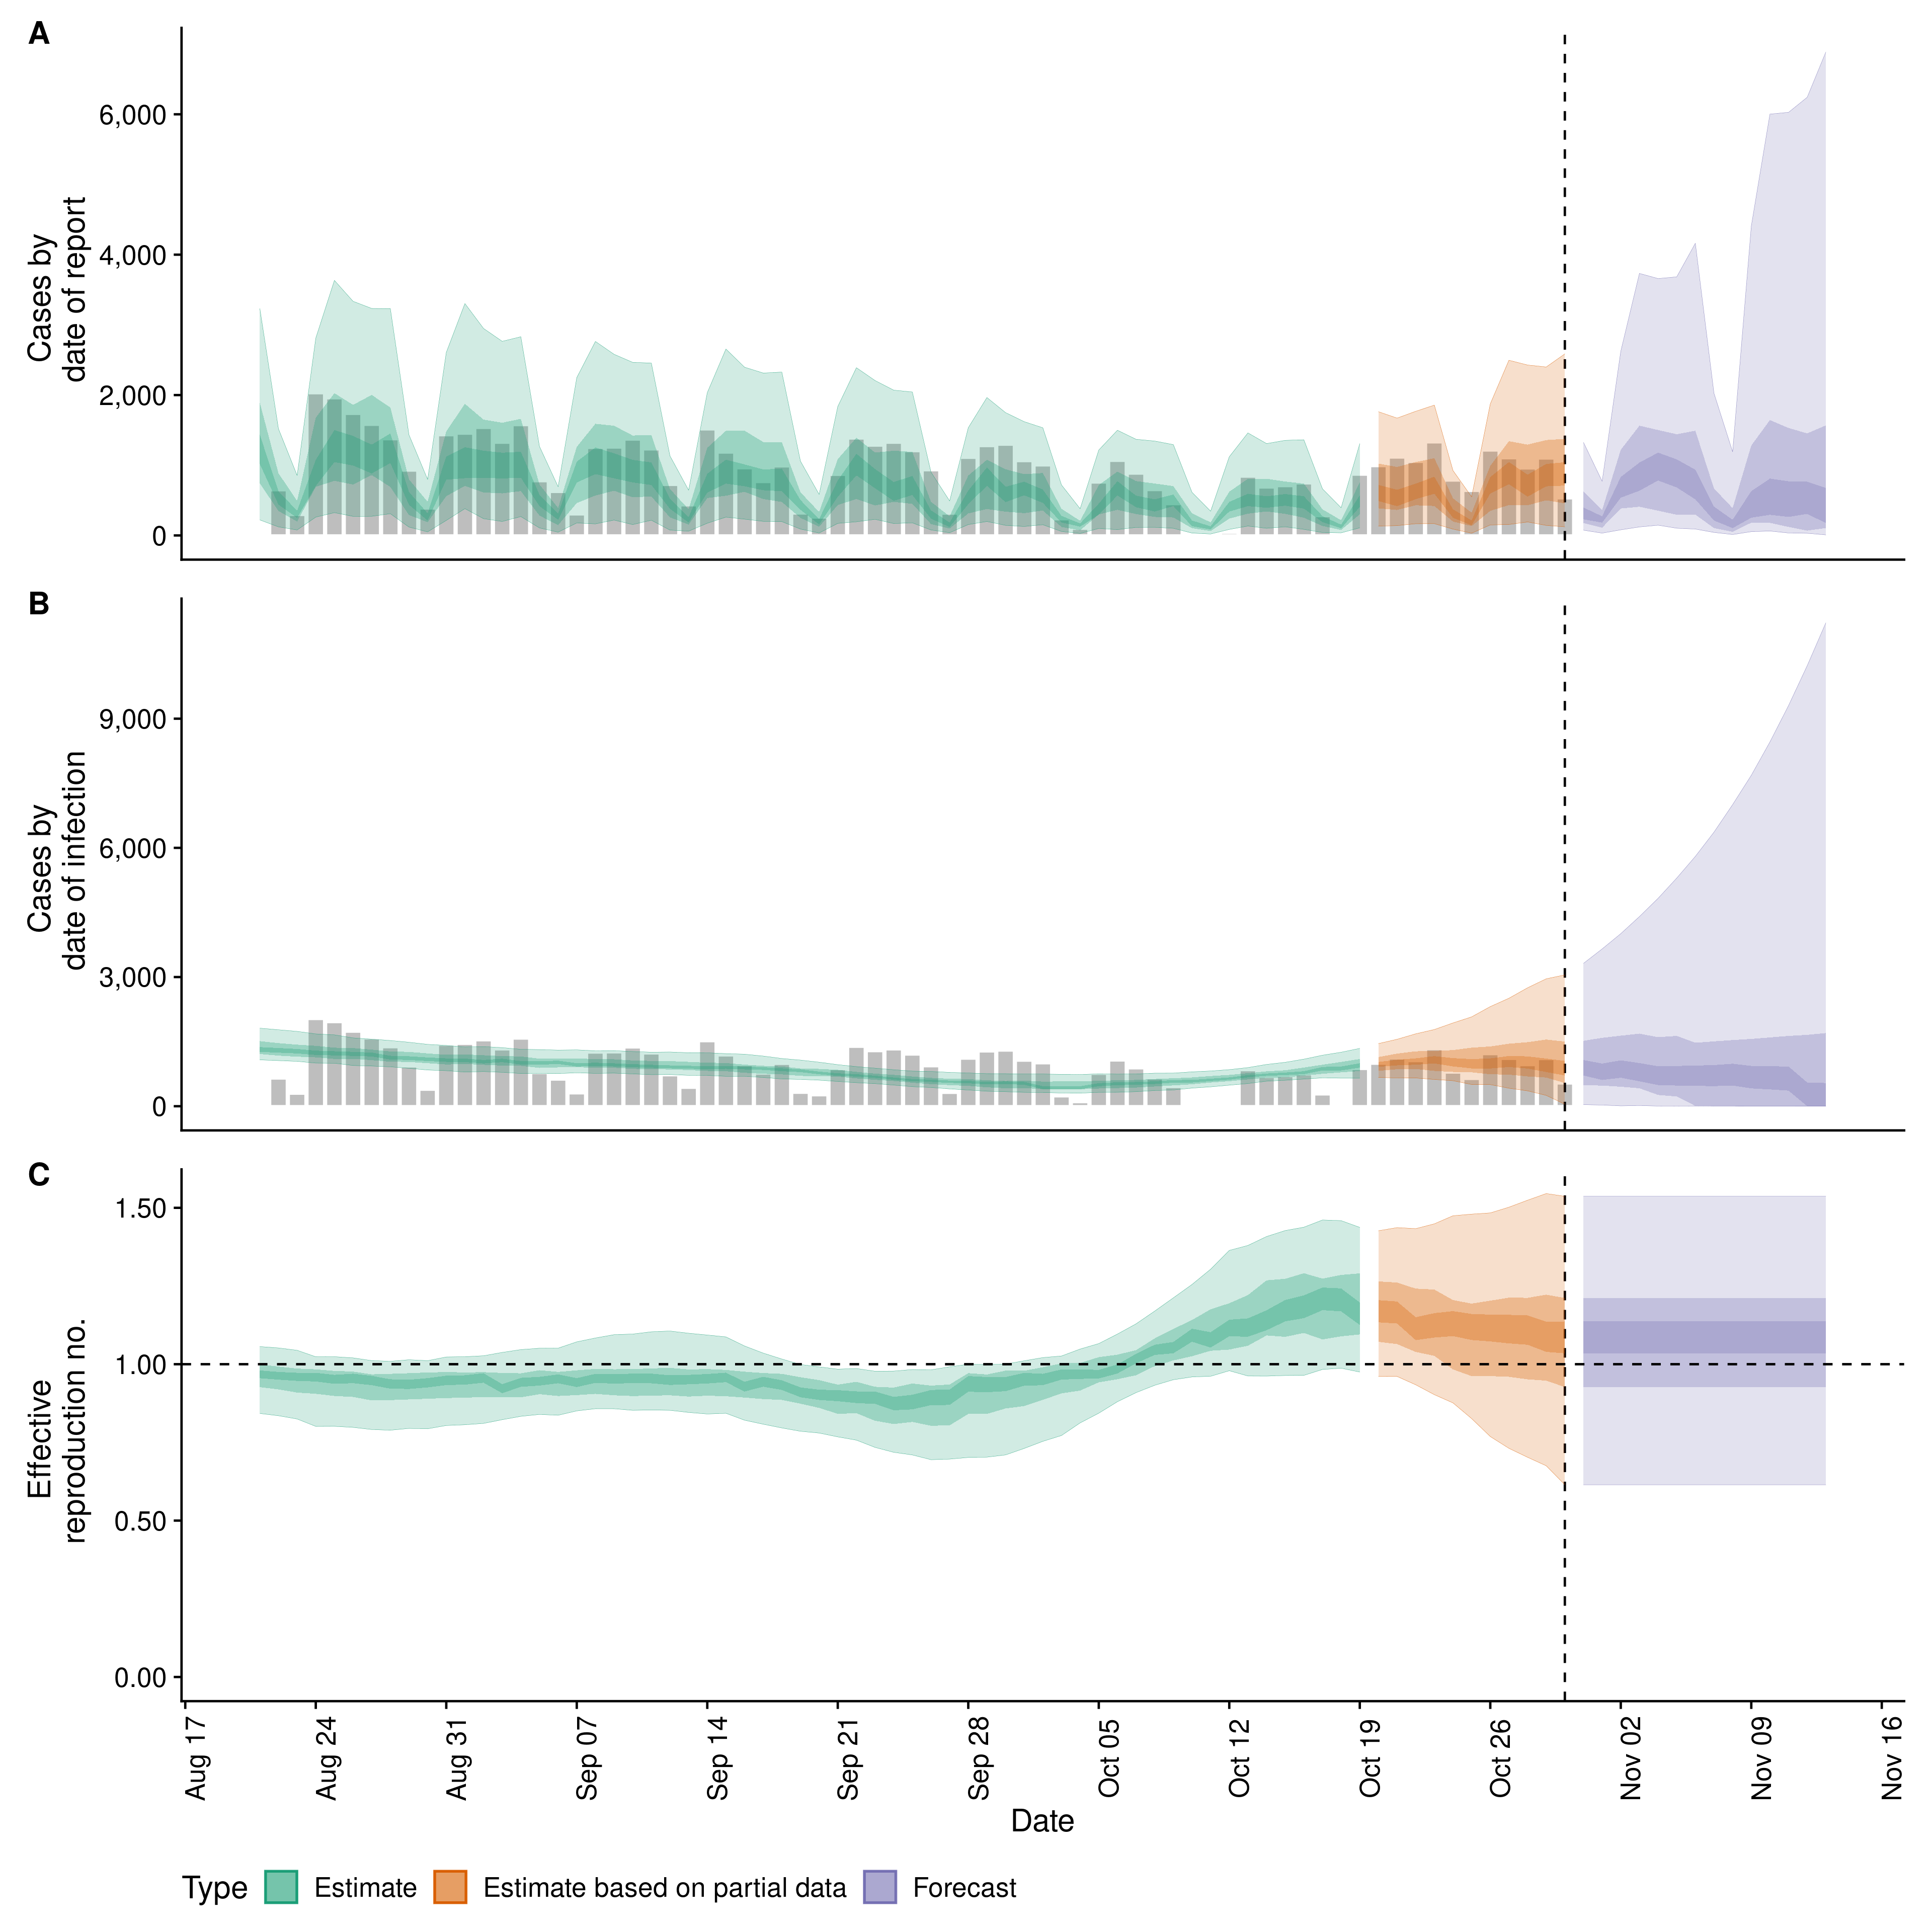 A
Cases by
date of report
6,000
4,000
2,000
0
B
Cases by
date of infection
9,000
6,000
3,000
0
C
Effective
reproduction no.
1.50
1.00
0.50
0.00
Aug 17
Aug 24
Aug 31
Sep 07
Sep 14
Sep 21
Sep 28
Oct 05
Oct 12
Oct 19
Oct 26
Nov 02
Nov 09
Nov 16
Date
Type Estimate Estimate based on partial data Forecast